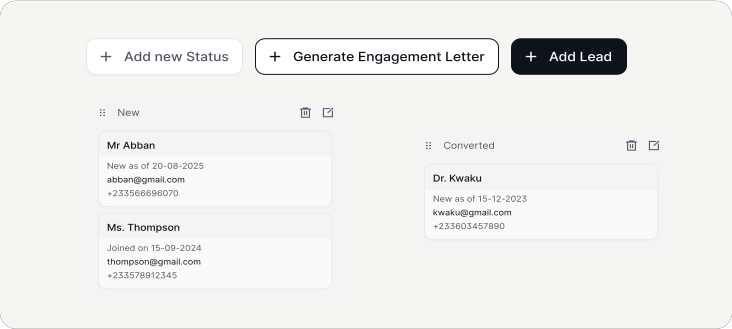 Add new Status
Generate Engagement Letter
Add Lead
New
Mr Abban
New as of 20-08-2025
abban@gmail.com
+233566696070
Ms. Thompson
Joined on 15-09-2024
thompson@gmail.com
+233578912345
Converted
Dr. Kwaku
New as of 15-12-2023
kwaku@gmail.com
+233603457890